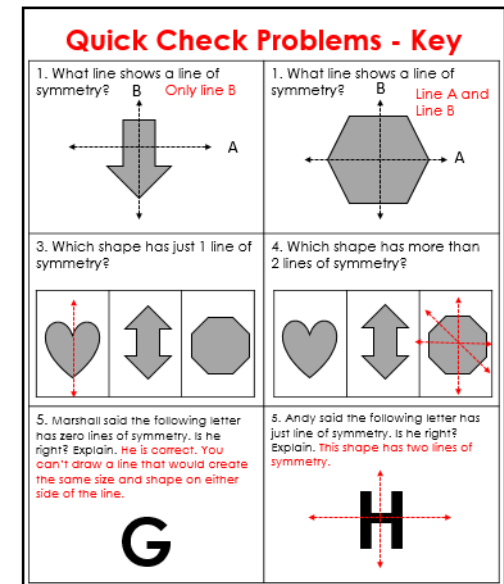 Quick Check Problems - Key
1. What line shows a line of
symmetry?
B
Only line B
A
1. What line shows a line of
symmetry?
B
Line A and
Line B
A
3. Which shape has just 1 line of
symmetry?
4. Which shape has more than
2 lines of symmetry?
5. Marshall said the following letter
has zero lines of symmetry. Is he
right? Explain. He is correct. You
can't draw a line that would create
the same size and shape on either
side of the line.
G
5. Andy said the following letter has
just line of symmetry. Is he right?
Explain. This shape has two lines of
symmetry.
H